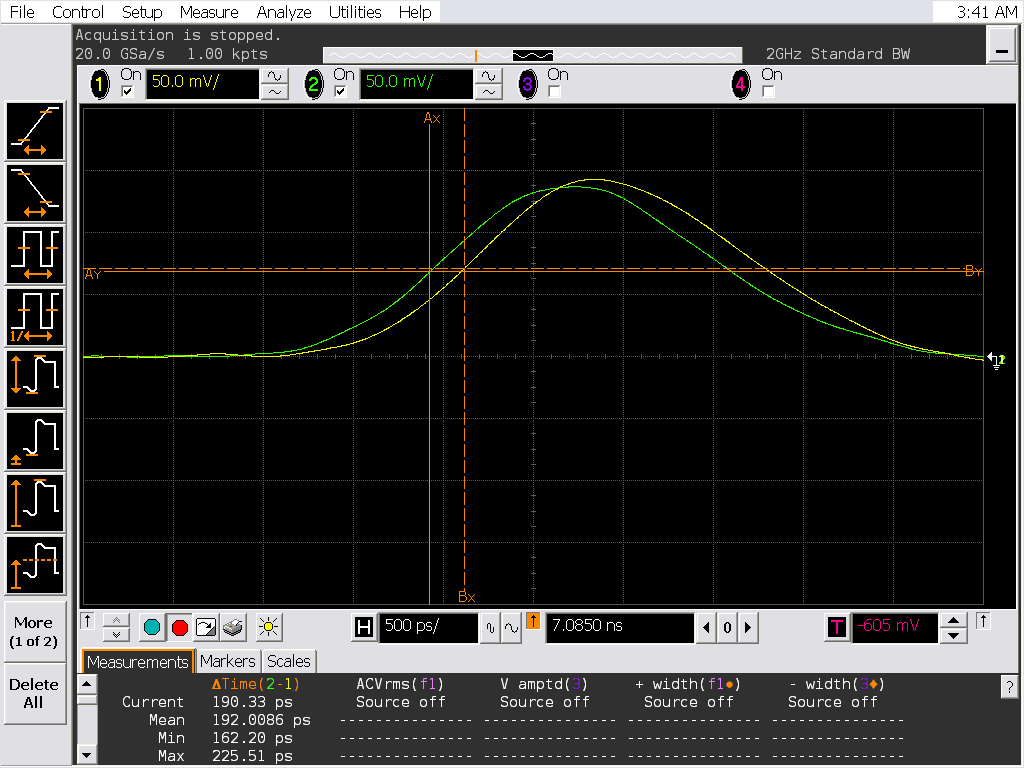 File Control Setup Measure Analyze Utilities Help 3:41 AM
Acquisition is stopped.
20.0 GSa/s 1.00 kpts 2GHz Standard BW
1 On 50.0 mV/ 2 On 50.0 mV/ 3 On 4 On
Ax
AY BY
Bx
1/
More
(1 of 2)
Delete
All
H 500 ps/ 7.0850 ns 0 T -605 mV
Measurements Markers Scales
ΔTime(2-1) ACVrms(f1) V amptd(3) + width(f1) - width(3) ?
Current 190.33 ps Source off Source off Source off Source off
Mean 192.0086 ps
Min 162.20 ps
Max 225.51 ps